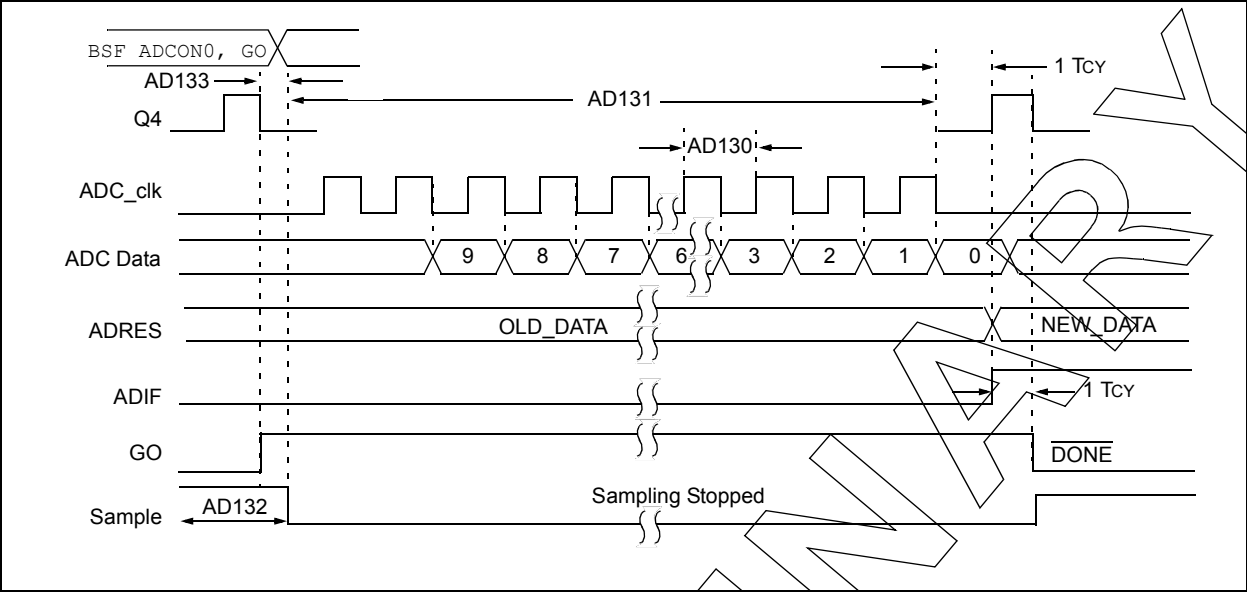 BSF ADCON0, GO
AD133
1 TCY
AD131
Q4
AD130
ADC_clk
ADC Data 9 8 7 6 3 2 1 0
ADRES OLD_DATA NEW_DATA
ADIF 1 TCY
GO DONE
Sampling Stopped
AD132
Sample